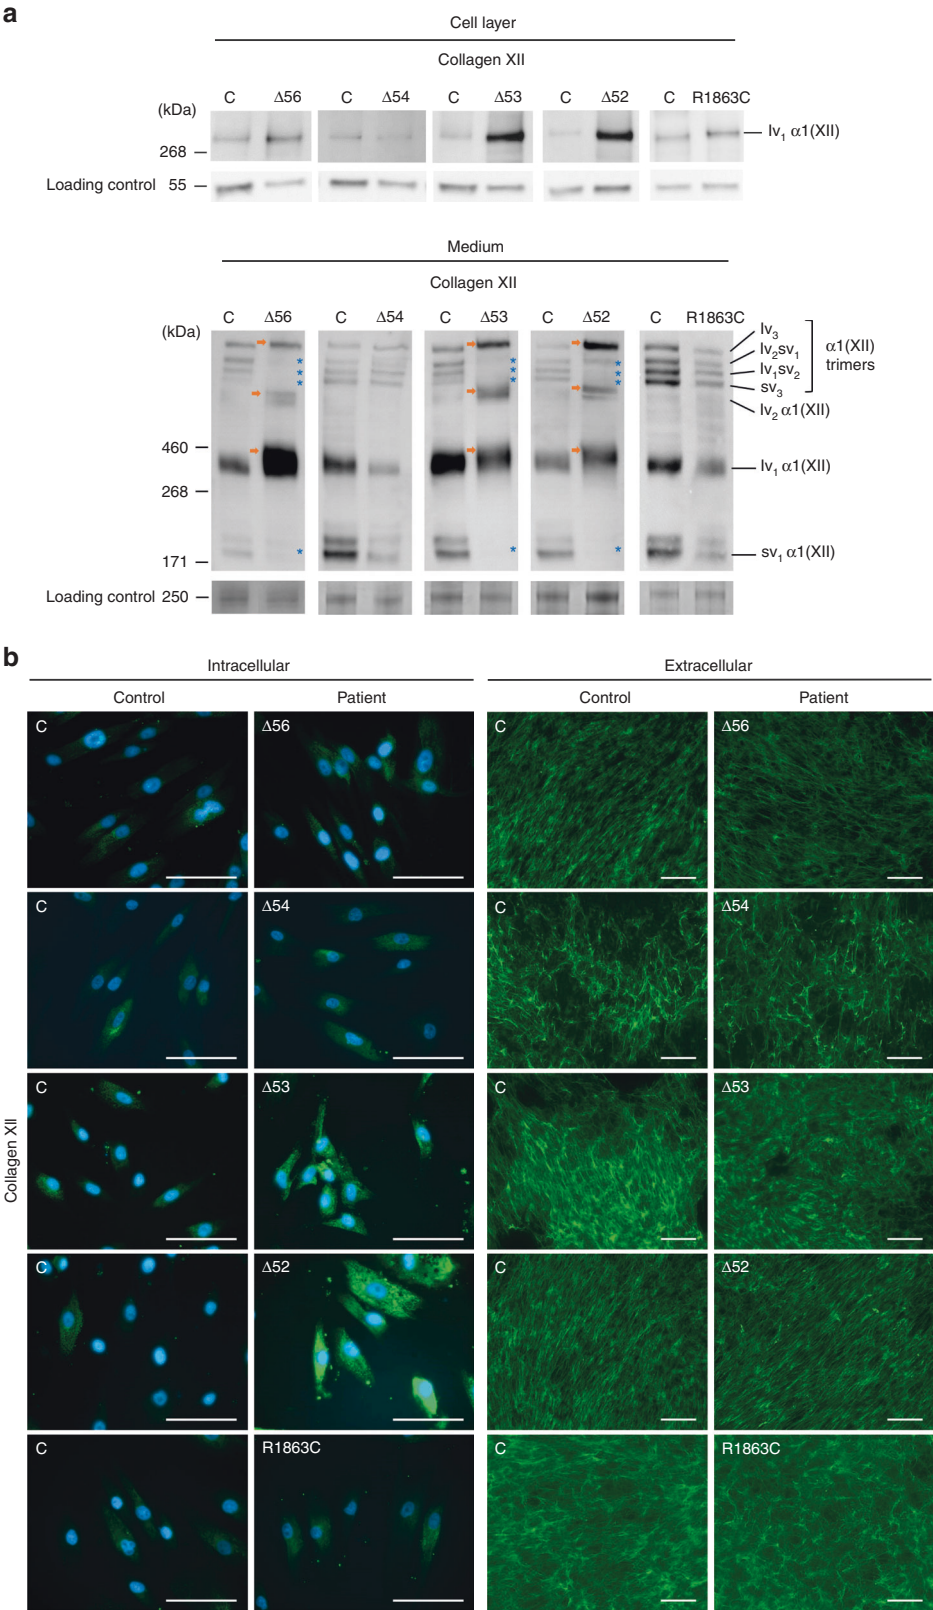 a
Cell layer
Collagen XII
(kDa)
C Δ56 C Δ54 C Δ53 C Δ52 C R1863C
lv1 α1(XII)
268
Loading control 55
Medium
Collagen XII
(kDa)
C Δ56 C Δ54 C Δ53 C Δ52 C R1863C
lv3
lv2sv1
lv1sv2
sv3
α1(XII)
trimers
lv2 α1(XII)
460
lv1 α1(XII)
268
* * * *
* * * *
* * * *
sv1 α1(XII)
171
Loading control 250
b
Intracellular Extracellular
Control Patient Control Patient
C Δ56 C Δ56
C Δ54 C Δ54
C Δ53 C Δ53
Collagen XII
C Δ52 C Δ52
C R1863C C R1863C